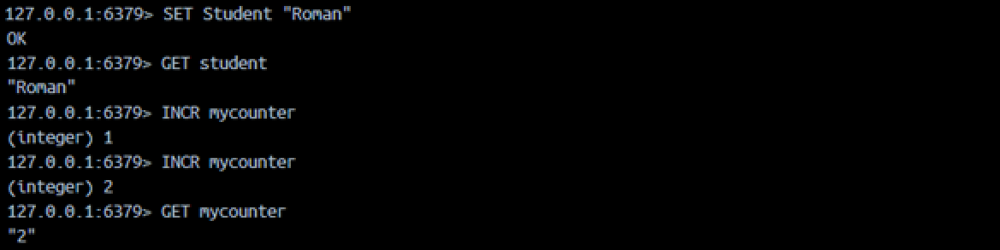 127.0.0.1:6379> SET Student "Roman"
OK
127.0.0.1:6379> GET student
"Roman"
127.0.0.1:6379> INCR mycounter
(integer) 1
127.0.0.1:6379> INCR mycounter
(integer) 2
127.0.0.1:6379> GET mycounter
"2"